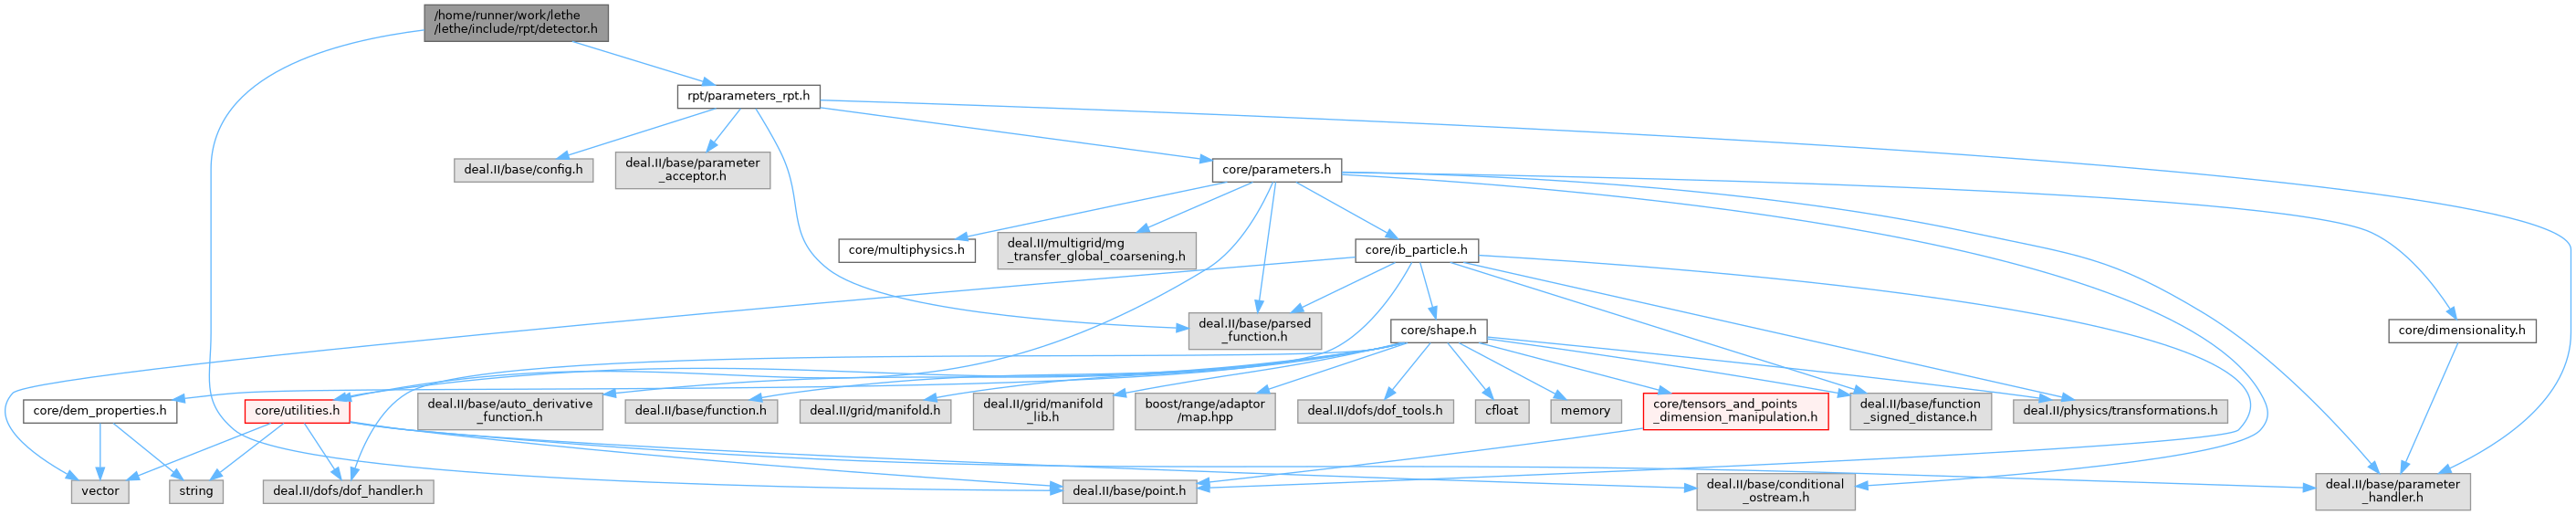 /home/runner/work/lethe
/lethe/include/rpt/detector.h
rpt/parameters_rpt.h
deal.II/base/config.h
deal.II/base/parameter
_acceptor.h
core/parameters.h
core/multiphysics.h
deal.II/multigrid/mg
_transfer_global_coarsening.h
core/ib_particle.h
deal.II/base/parsed
_function.h
core/shape.h
core/dimensionality.h
core/dem_properties.h
core/utilities.h
deal.II/base/auto_derivative
_function.h
deal.II/base/function.h
deal.II/grid/manifold.h
deal.II/grid/manifold
_lib.h
boost/range/adaptor
/map.hpp
deal.II/dofs/dof_tools.h
cfloat
memory
core/tensors_and_points
_dimension_manipulation.h
deal.II/base/function
_signed_distance.h
deal.II/physics/transformations.h
vector
string
deal.II/dofs/dof_handler.h
deal.II/base/point.h
deal.II/base/conditional
_ostream.h
deal.II/base/parameter
_handler.h